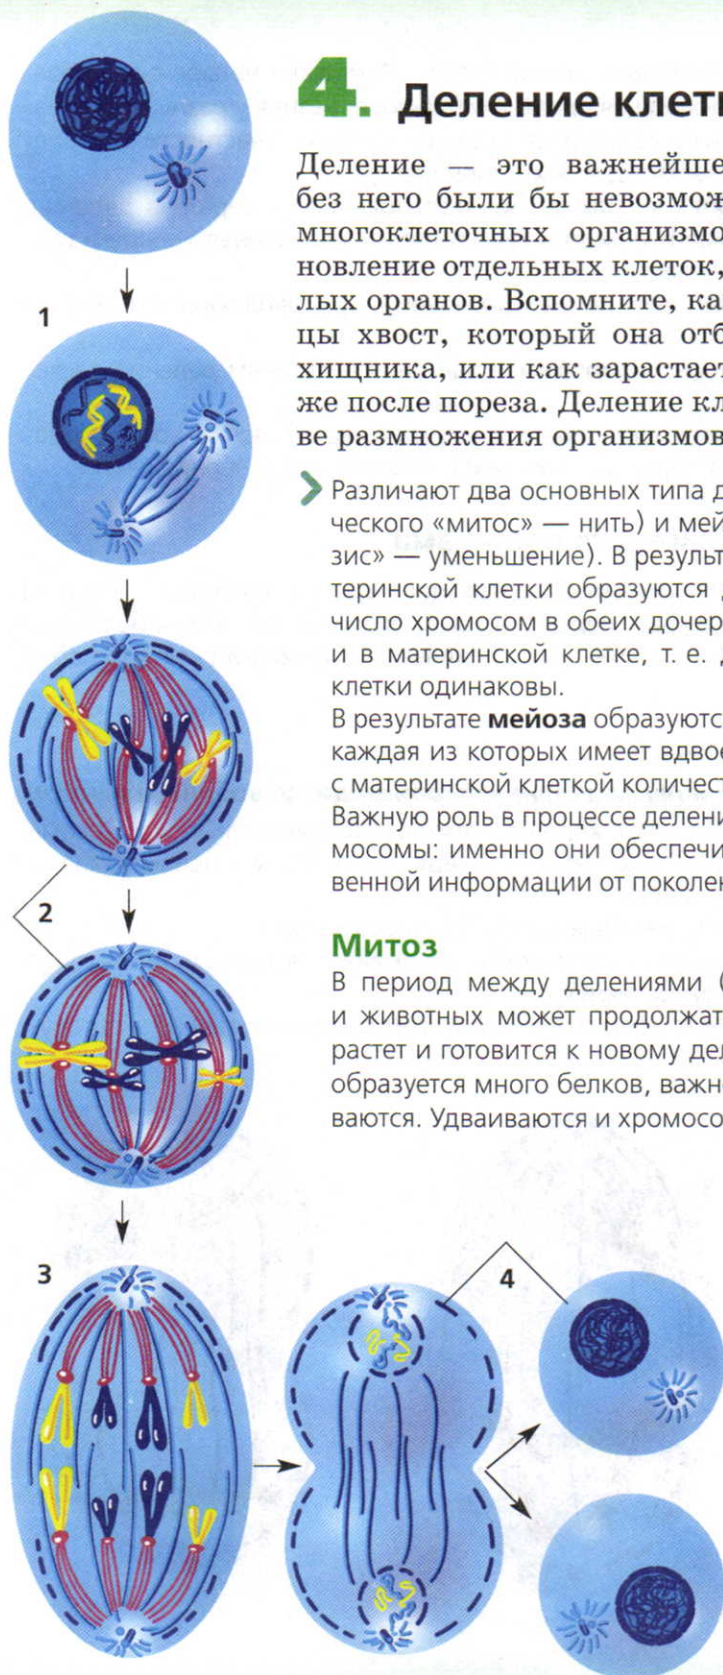 4. Деление клет
Деление — это важнейше
без него были бы невозмож
многоклеточных организмо
новление отдельных клеток,
лых органов. Вспомните, ка
цы хвост, который она отб
хищника, или как зарастает
же после пореза. Деление кл
ве размножения организмов
Различают два основных типа д
ческого «митос» — нить) и мей
зис» — уменьшение). В результ
теринской клетки образуются
число хромосом в обеих дочер
и в материнской клетке, т. е.
клетки одинаковы.
В результате мейоза образуютс
каждая из которых имеет вдвое
с материнской клеткой количест
Важную роль в процессе делени
мосомы: именно они обеспечи
венной информации от поколен
Митоз
В период между делениями (
и животных может продолжат
растет и готовится к новому дел
образуется много белков, важн
ваются. Удваиваются и хромосо
1
2
3
4